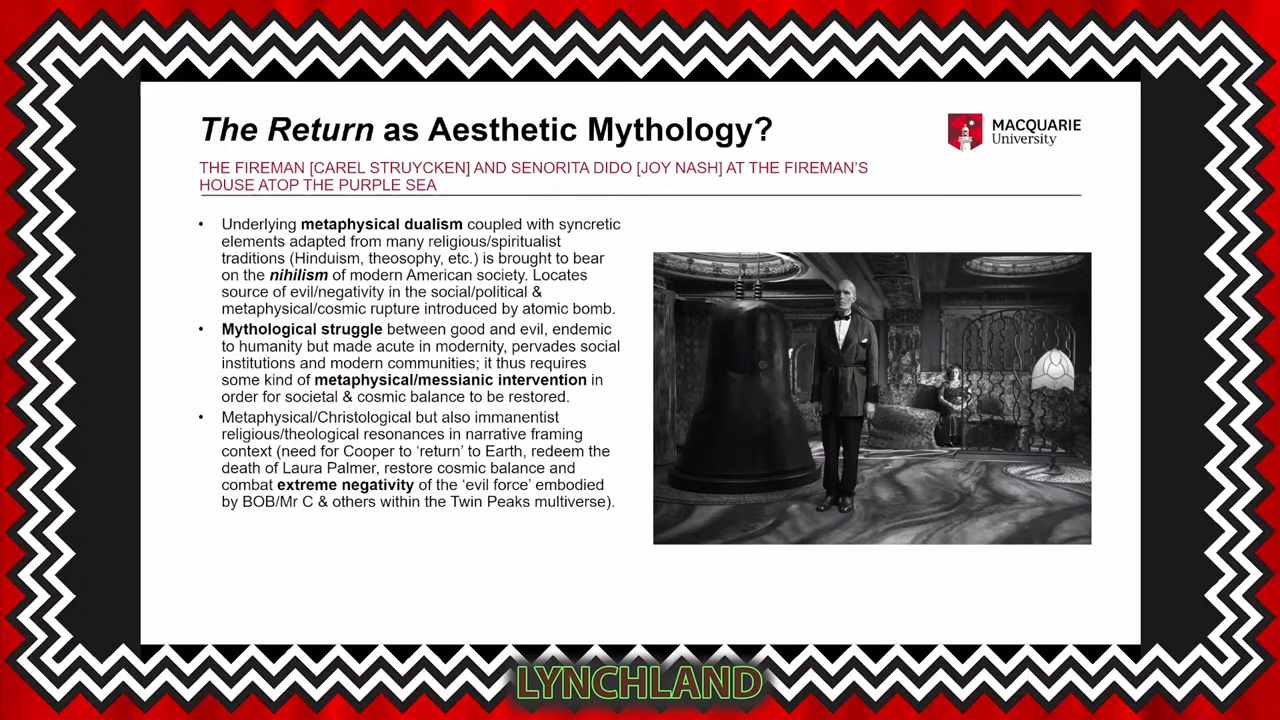 The Return as Aesthetic Mythology?
MACQUARIE
University
THE FIREMAN [CAREL STRUYCKEN] AND SENORITA DIDO [JOY NASH] AT THE FIREMAN'S
HOUSE ATOP THE PURPLE SEA
• Underlying metaphysical dualism coupled with syncretic
elements adapted from many religious/spiritualist
traditions (Hinduism, theosophy, etc.) is brought to bear
on the nihilism of modern American society. Locates
source of evil/negativity in the social/political &
metaphysical/cosmic rupture introduced by atomic bomb.
• Mythological struggle between good and evil, endemic
to humanity but made acute in modernity, pervades social
institutions and modern communities; it thus requires
some kind of metaphysical/messianic intervention in
order for societal & cosmic balance to be restored.
• Metaphysical/Christological but also immanentist
religious/theological resonances in narrative framing
context (need for Cooper to 'return' to Earth, redeem the
death of Laura Palmer, restore cosmic balance and
combat extreme negativity of the 'evil force' embodied
by BOB/Mr C & others within the Twin Peaks multiverse).
LYNCHLAND